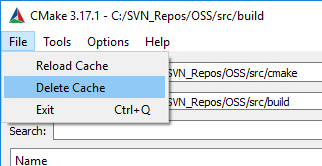 CMake 3.17.1 - C:/SVN_Repos/OSS/src/build
File Tools Options Help
Reload Cache
SVN_Repos/OSS/src/cmake
Delete Cache
SVN_Repos/OSS/src/build
Exit Ctrl+Q
Search:
Name